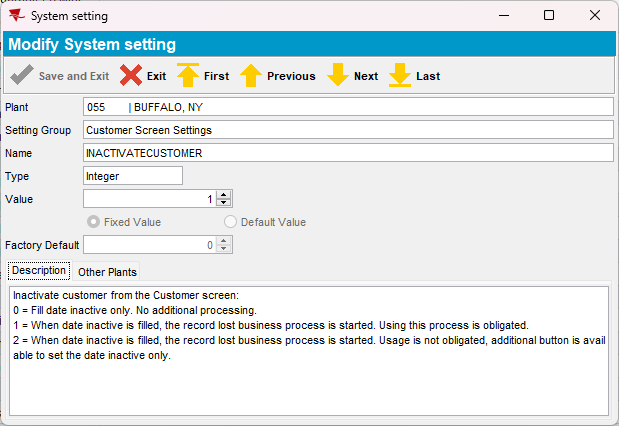 System setting
Modify System setting
Save and Exit Exit First Previous Next Last
Plant 055 | BUFFALO, NY
Setting Group Customer Screen Settings
Name INACTIVATECUSTOMER
Type Integer
Value 1
Fixed Value Default Value
Factory Default 0
Description Other Plants
Inactivate customer from the Customer screen:
0 = Fill date inactive only. No additional processing.
1 = When date inactive is filled, the record lost business process is started. Using this process is obligated.
2 = When date inactive is filled, the record lost business process is started. Usage is not obligated, additional button is avail
able to set the date inactive only.